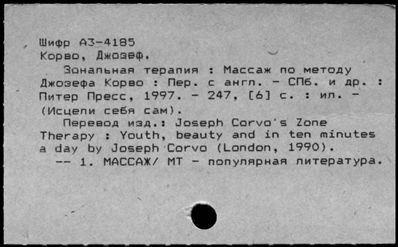 Шифр А3-4185
Корво, Джозеф.
Зональная терапия : Массаж по методу
Джозефа Корво : Пер. с англ. - СПб. и др. :
Питер Пресс, 1997. - 247, [6] с. : ил. -
(Исцели себя сам).
Перевод изд.: Joseph Corvo's Zone
Therapy : Youth, beauty and in ten minutes
a day by Joseph Corvo (London, 1990).
-- 1. МАССАЖ/ МТ - популярная литература.